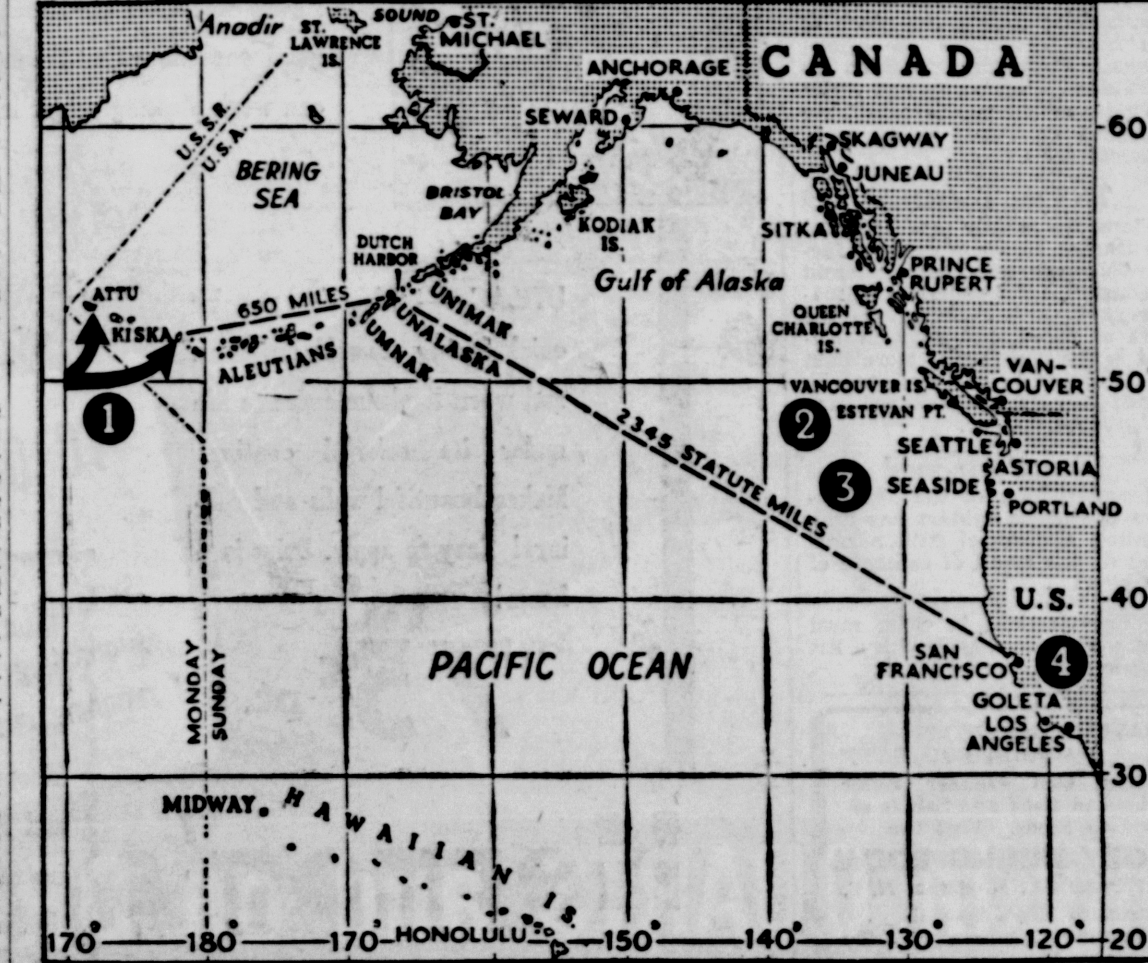 Anadir
ST.
LAWRENCE
IS.
SOUND
ST.
MICHAEL
ANCHORAGE
CANADA
SEWARD
60
SKAGWAY
JUNEAU
U.S.S.R.
U.S.A.
BERING
SEA
BRISTOL
BAY
KODIAK
IS.
SITKA
DUTCH
HARBOR
Gulf of Alaska
PRINCE
RUPERT
ATTU
KISKA
650 MILES
UNIMAK
UNALASKA
UMNAK
ALEUTIANS
QUEEN
CHARLOTTE
IS.
VAN-
COUVER
VANCOUVER IS.
50
ESTEVAN PT.
1
2
SEATTLE
2345 STATUTE MILES
3
ASTORIA
SEASIDE
PORTLAND
40
U.S.
MONDAY
SUNDAY
PACIFIC OCEAN
SAN
FRANCISCO
4
GOLETA
LOS
ANGELES
30
MIDWAY
HAWAIIAN IS.
HONOLULU
170° 180° 170° 150° 140° 130° 120° 20